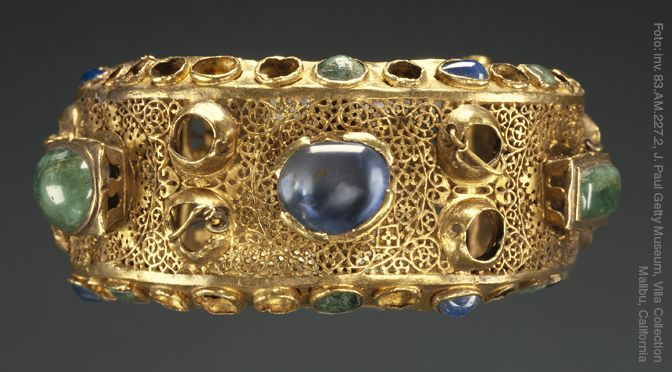 Foto: inv. 83.AM.227.2, J. Paul Getty Museum, Villa Collection
Malibu, California